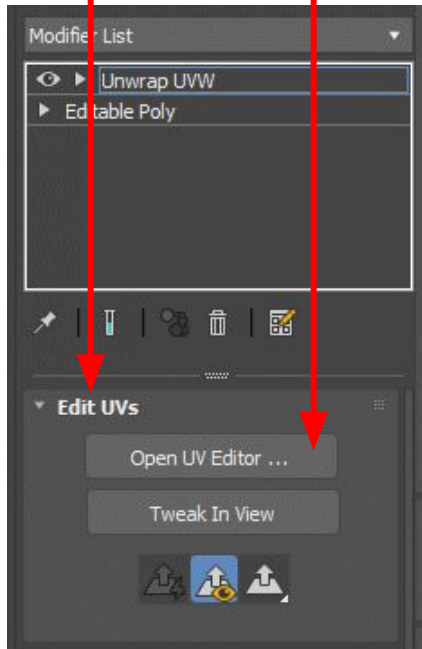 Modifier List
Unwrap UVW
Editable Poly
Edit UVs
Open UV Editor ...
Tweak In View